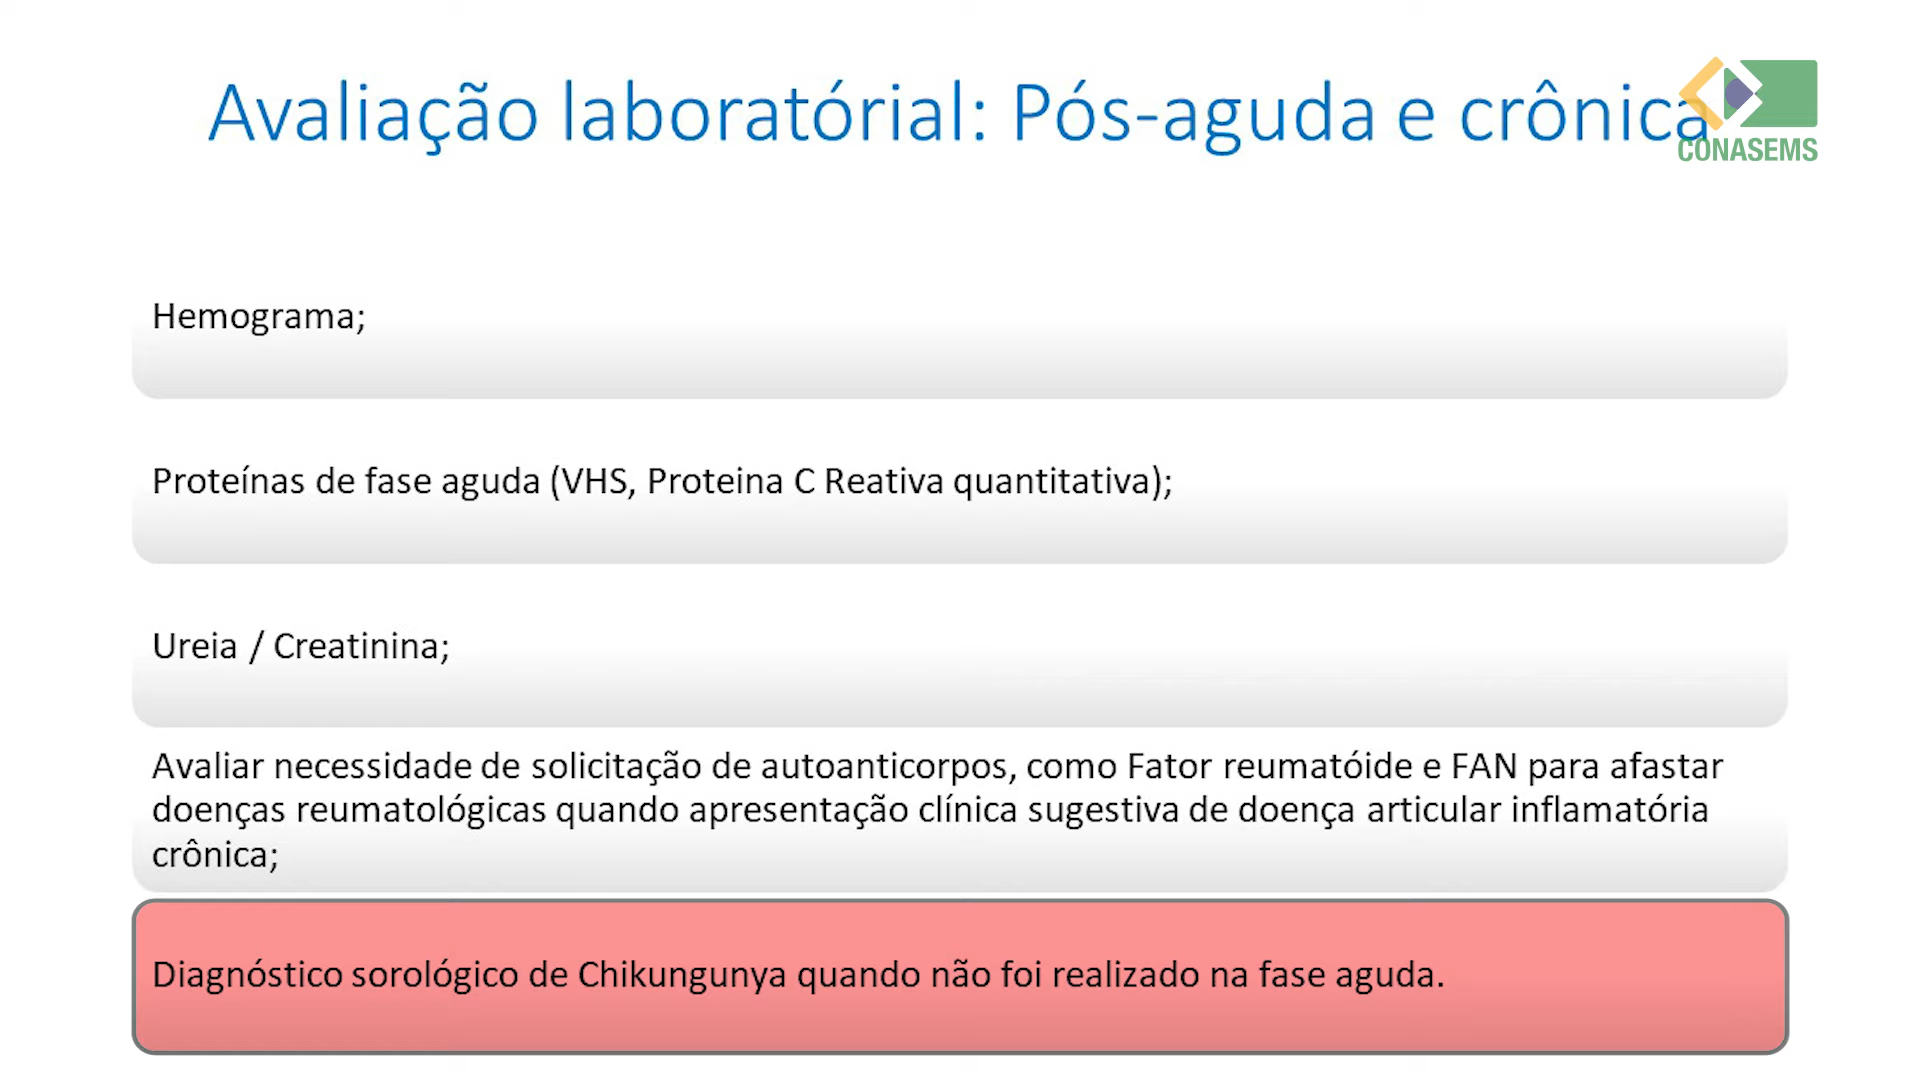 Avaliação laboratórial: Pós-aguda e crônica
CONASEMS
Hemograma;
Proteínas de fase aguda (VHS, Proteina C Reativa quantitativa);
Ureia / Creatinina;
Avaliar necessidade de solicitação de autoanticorpos, como Fator reumatóide e FAN para afastar
doenças reumatológicas quando apresentação clínica sugestiva de doença articular inflamatória
crônica;
Diagnóstico sorológico de Chikungunya quando não foi realizado na fase aguda.